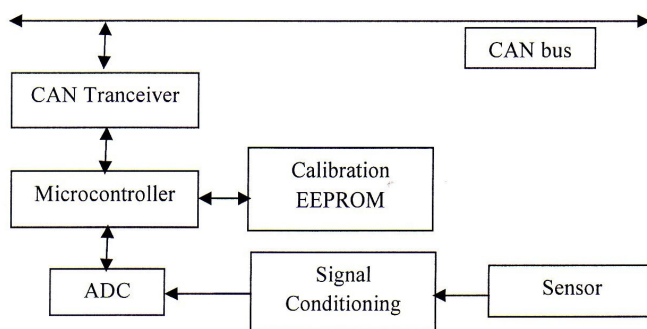 CAN bus
CAN Tranceiver
Microcontroller
Calibration
EEPROM
ADC
Signal
Conditioning
Sensor